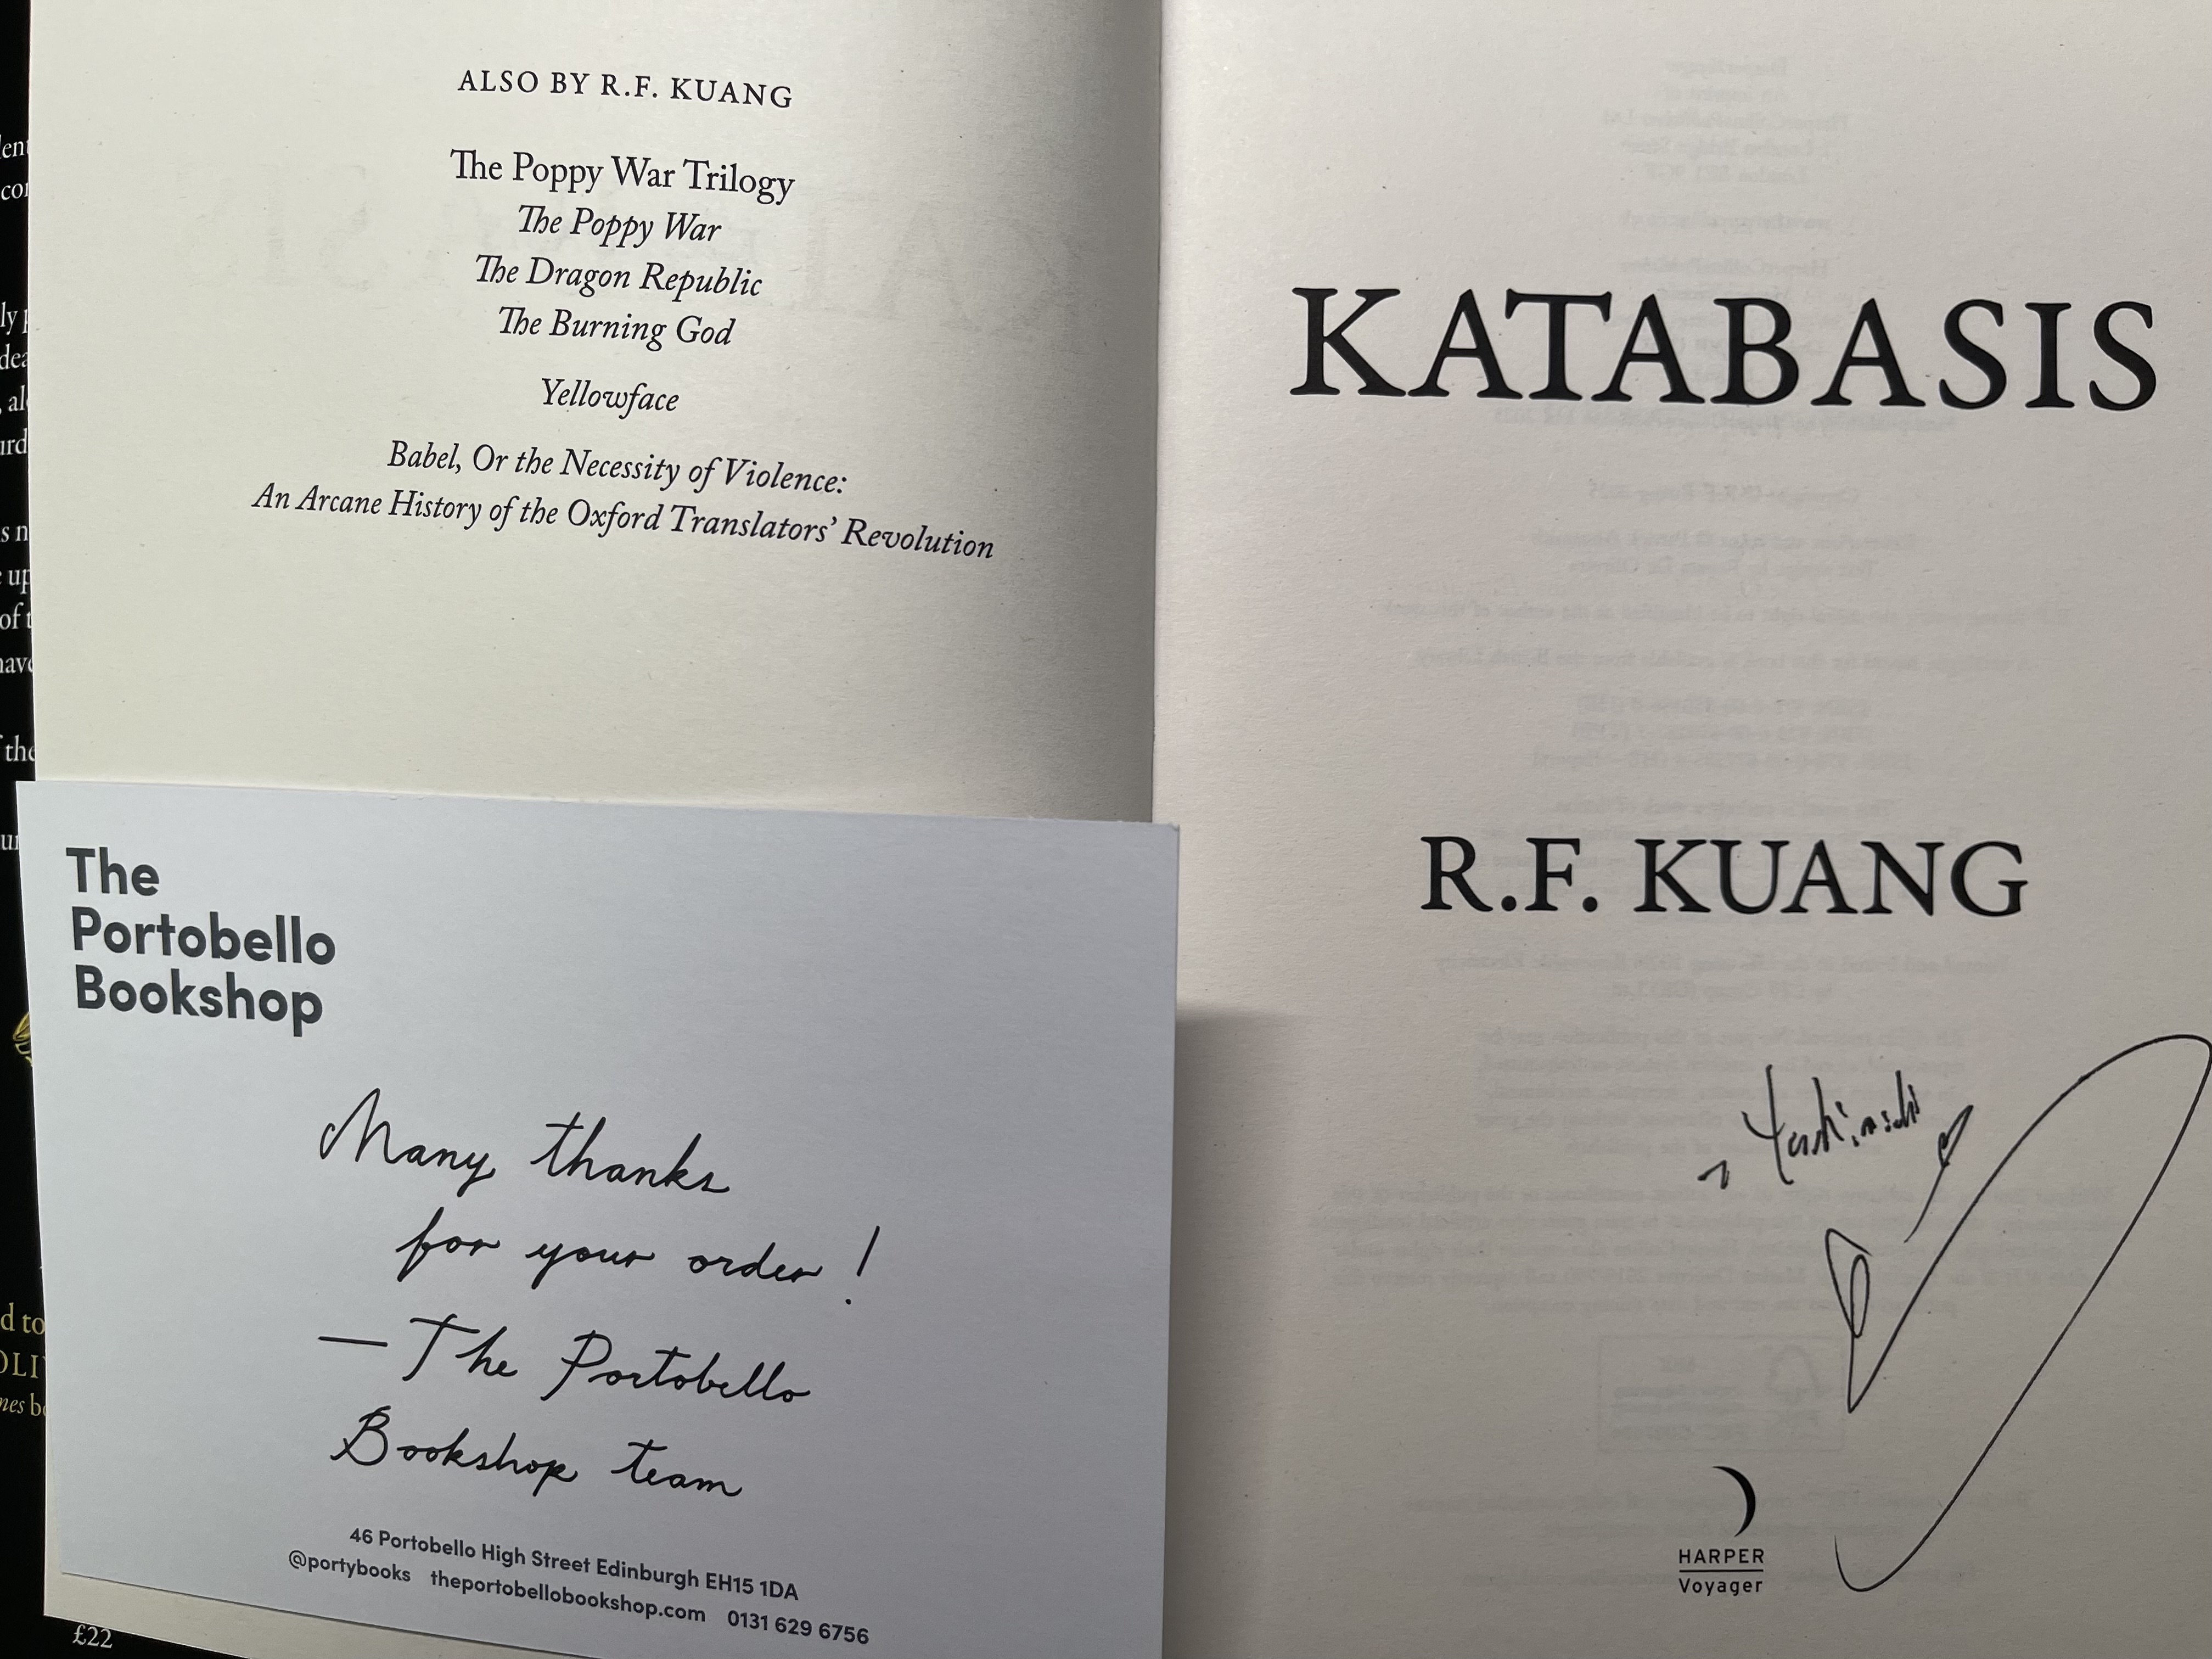 ALSO BY R.F. KUANG
The Poppy War Trilogy
The Poppy War
The Dragon Republic
The Burning God
Yellowface
Babel, Or the Necessity of Violence:
An Arcane History of the Oxford Translators’ Revolution
The
Portobello
Bookshop
Many thanks
for your order!
— The Portobello
Bookshop team
46 Portobello High Street Edinburgh EH15 1DA
@portybooks theportobellobookshop.com 0131 629 6756
£22
KATABASIS
R.F. KUANG
HARPER
Voyager